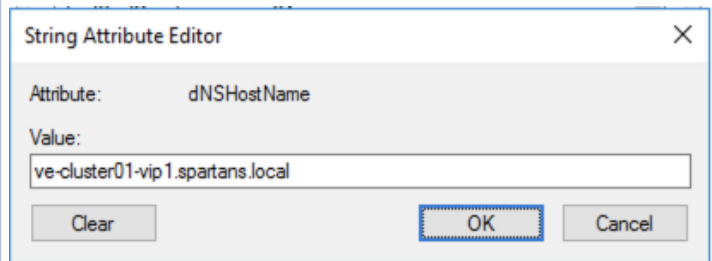 String Attribute Editor
Attribute: dNSHostName
Value:
ve-cluster01-vip1.spartans.local
Clear OK Cancel